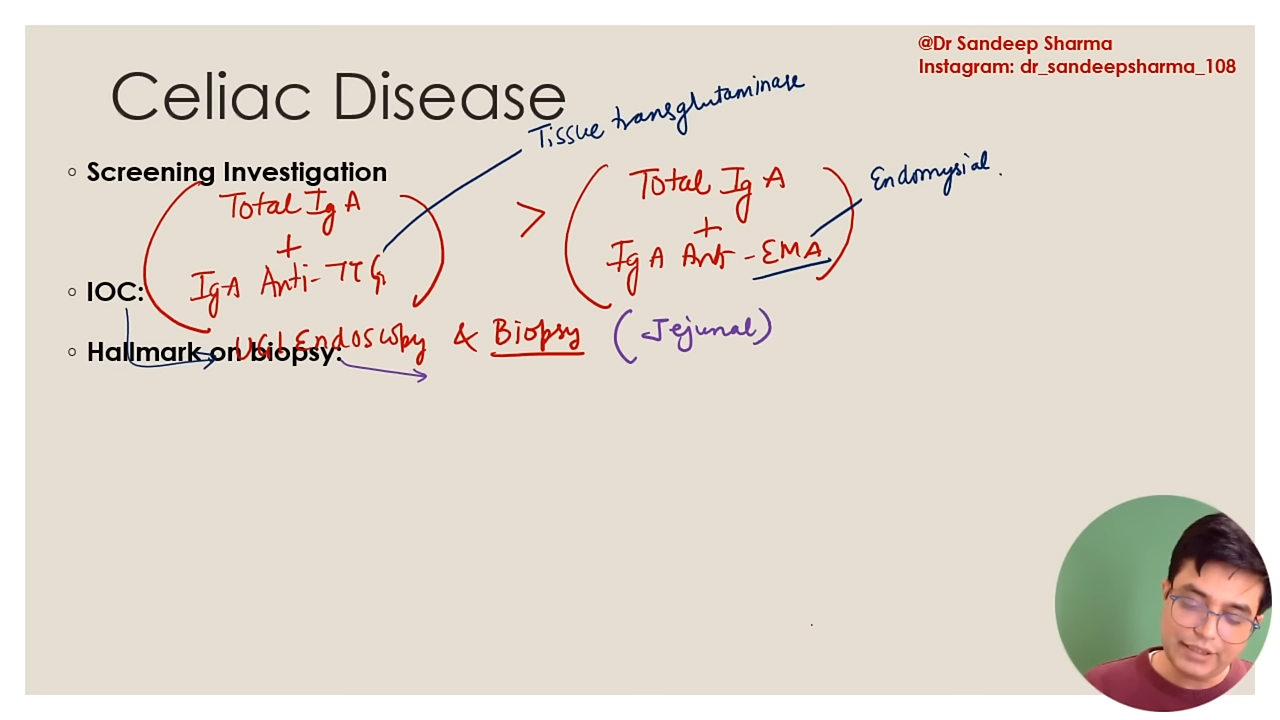 @Dr Sandeep Sharma
Instagram: dr_sandeepsharma_108
Celiac Disease
Tissue transglutaminase
◦ Screening Investigation
Total IgA
+
IgA Anti-TTG
>
Total IgA
+
IgA Anti-EMA
Endomysial.
◦ IOC:
UGI Endoscopy & Biopsy (Jejunal)
◦ Hallmark on biopsy: